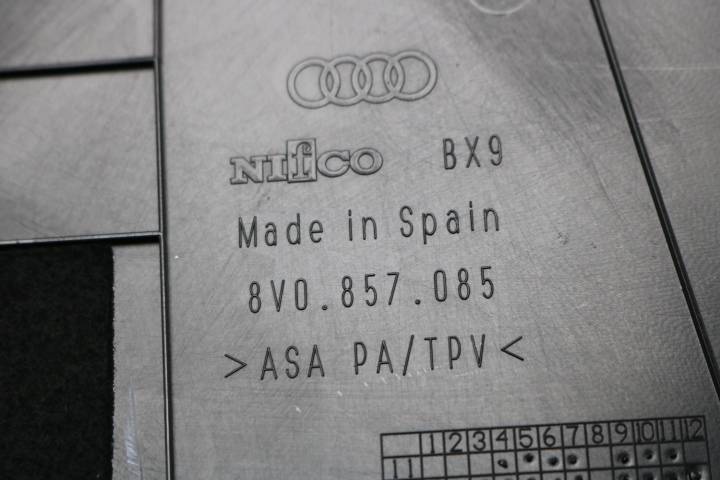 NIfCO BX9
Made in Spain
8V0.857.085
>ASA PA/TPV<
1 2 3 4 5 6 7 8 9 10 11 12
11